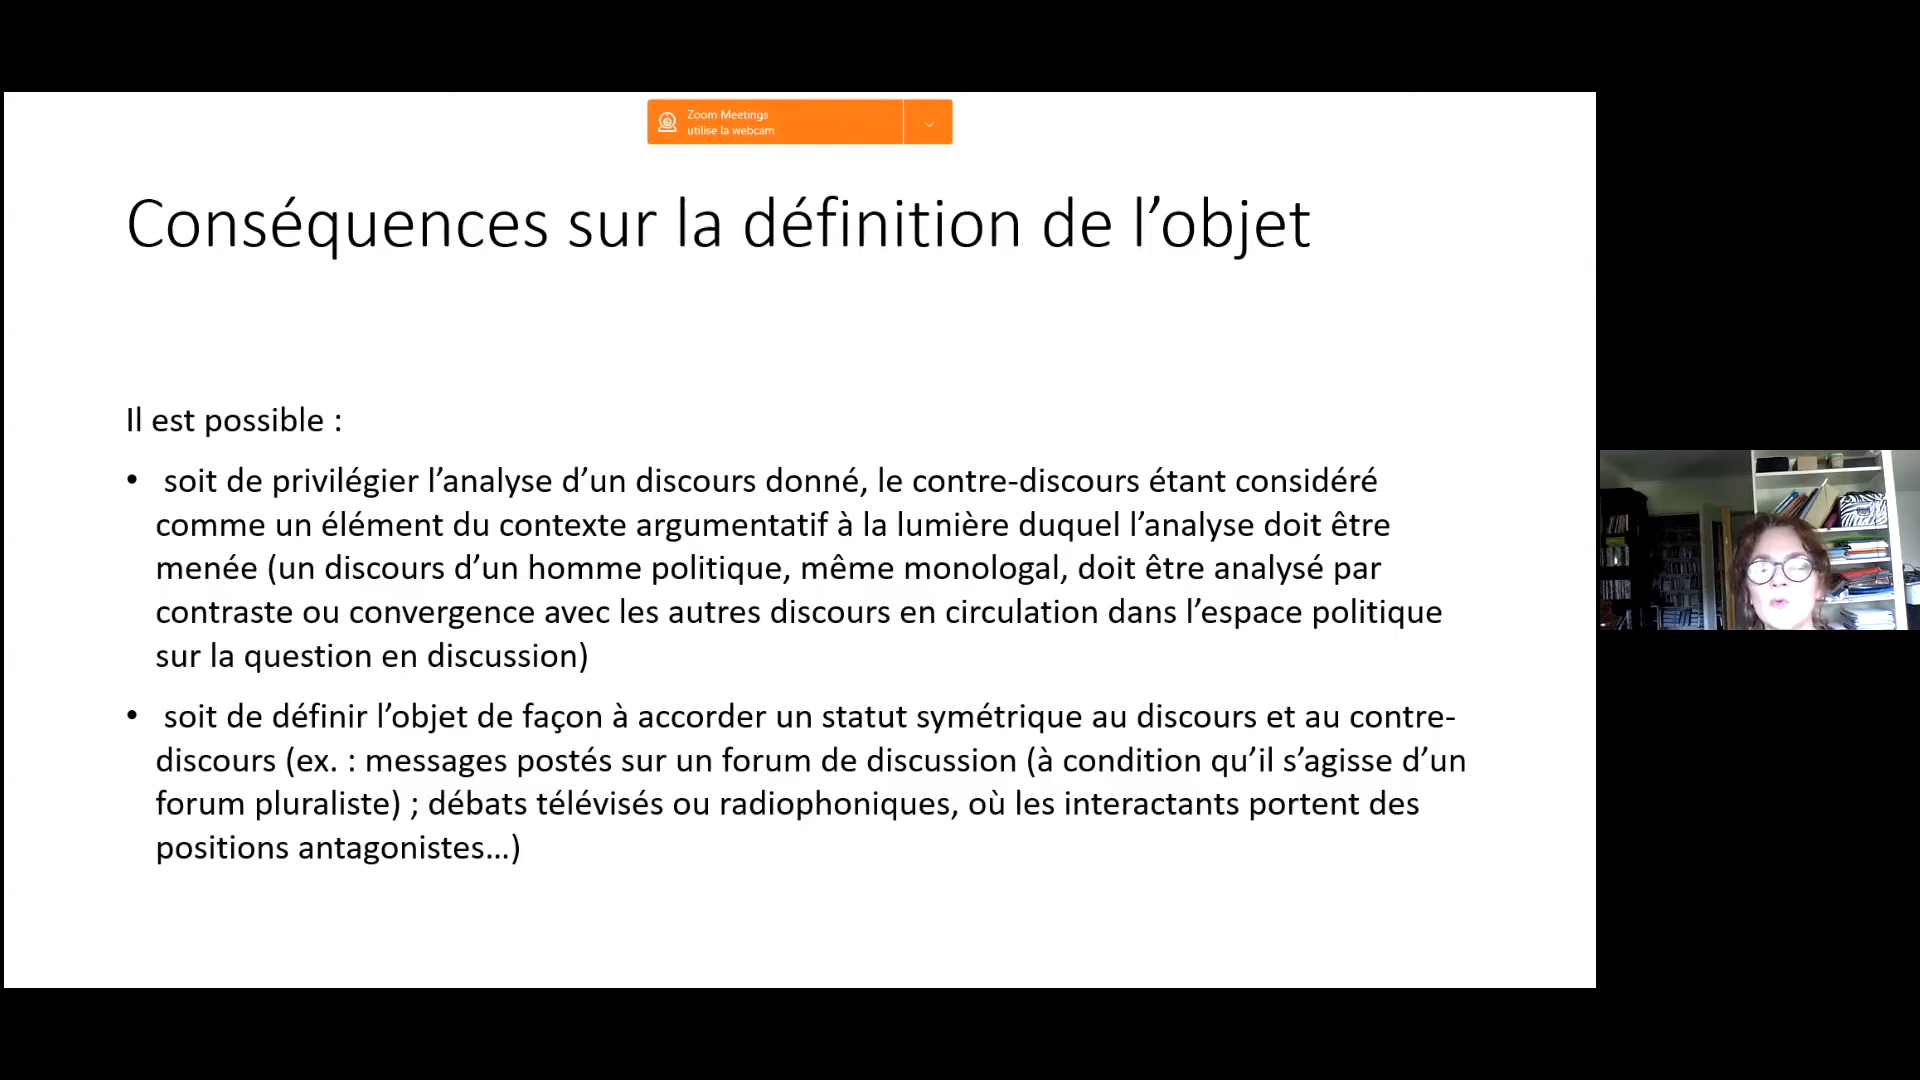 Zoom Meetings
utilise la webcam
Conséquences sur la définition de l’objet
Il est possible :
• soit de privilégier l’analyse d’un discours donné, le contre-discours étant considéré
comme un élément du contexte argumentatif à la lumière duquel l’analyse doit être
menée (un discours d’un homme politique, même monologal, doit être analysé par
contraste ou convergence avec les autres discours en circulation dans l’espace politique
sur la question en discussion)
• soit de définir l’objet de façon à accorder un statut symétrique au discours et au contre-
discours (ex. : messages postés sur un forum de discussion (à condition qu’il s’agisse d’un
forum pluraliste) ; débats télévisés ou radiophoniques, où les interactants portent des
positions antagonistes…)